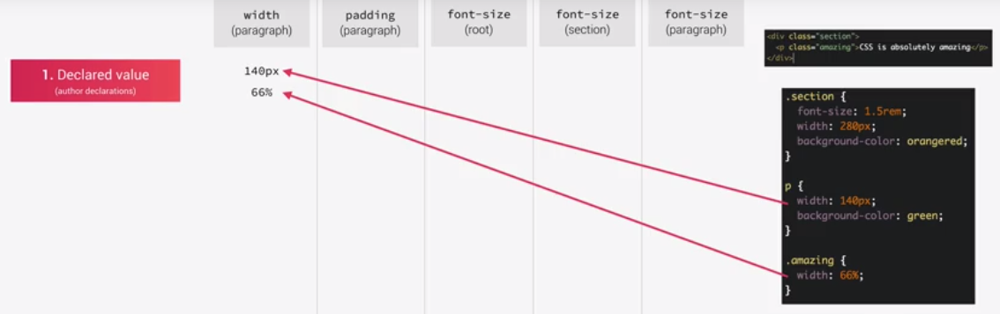 width
(paragraph)
padding
(paragraph)
font-size
(root)
font-size
(section)
font-size
(paragraph)
<div class="section">
<p class="amazing">CSS is absolutely amazing</p>
</div>
1. Declared value
(author declarations)
140px
66%
.section {
font-size: 1.5rem;
width: 280px;
background-color: orangered;
}
p {
width: 140px;
background-color: green;
}
.amazing {
width: 66%;
}